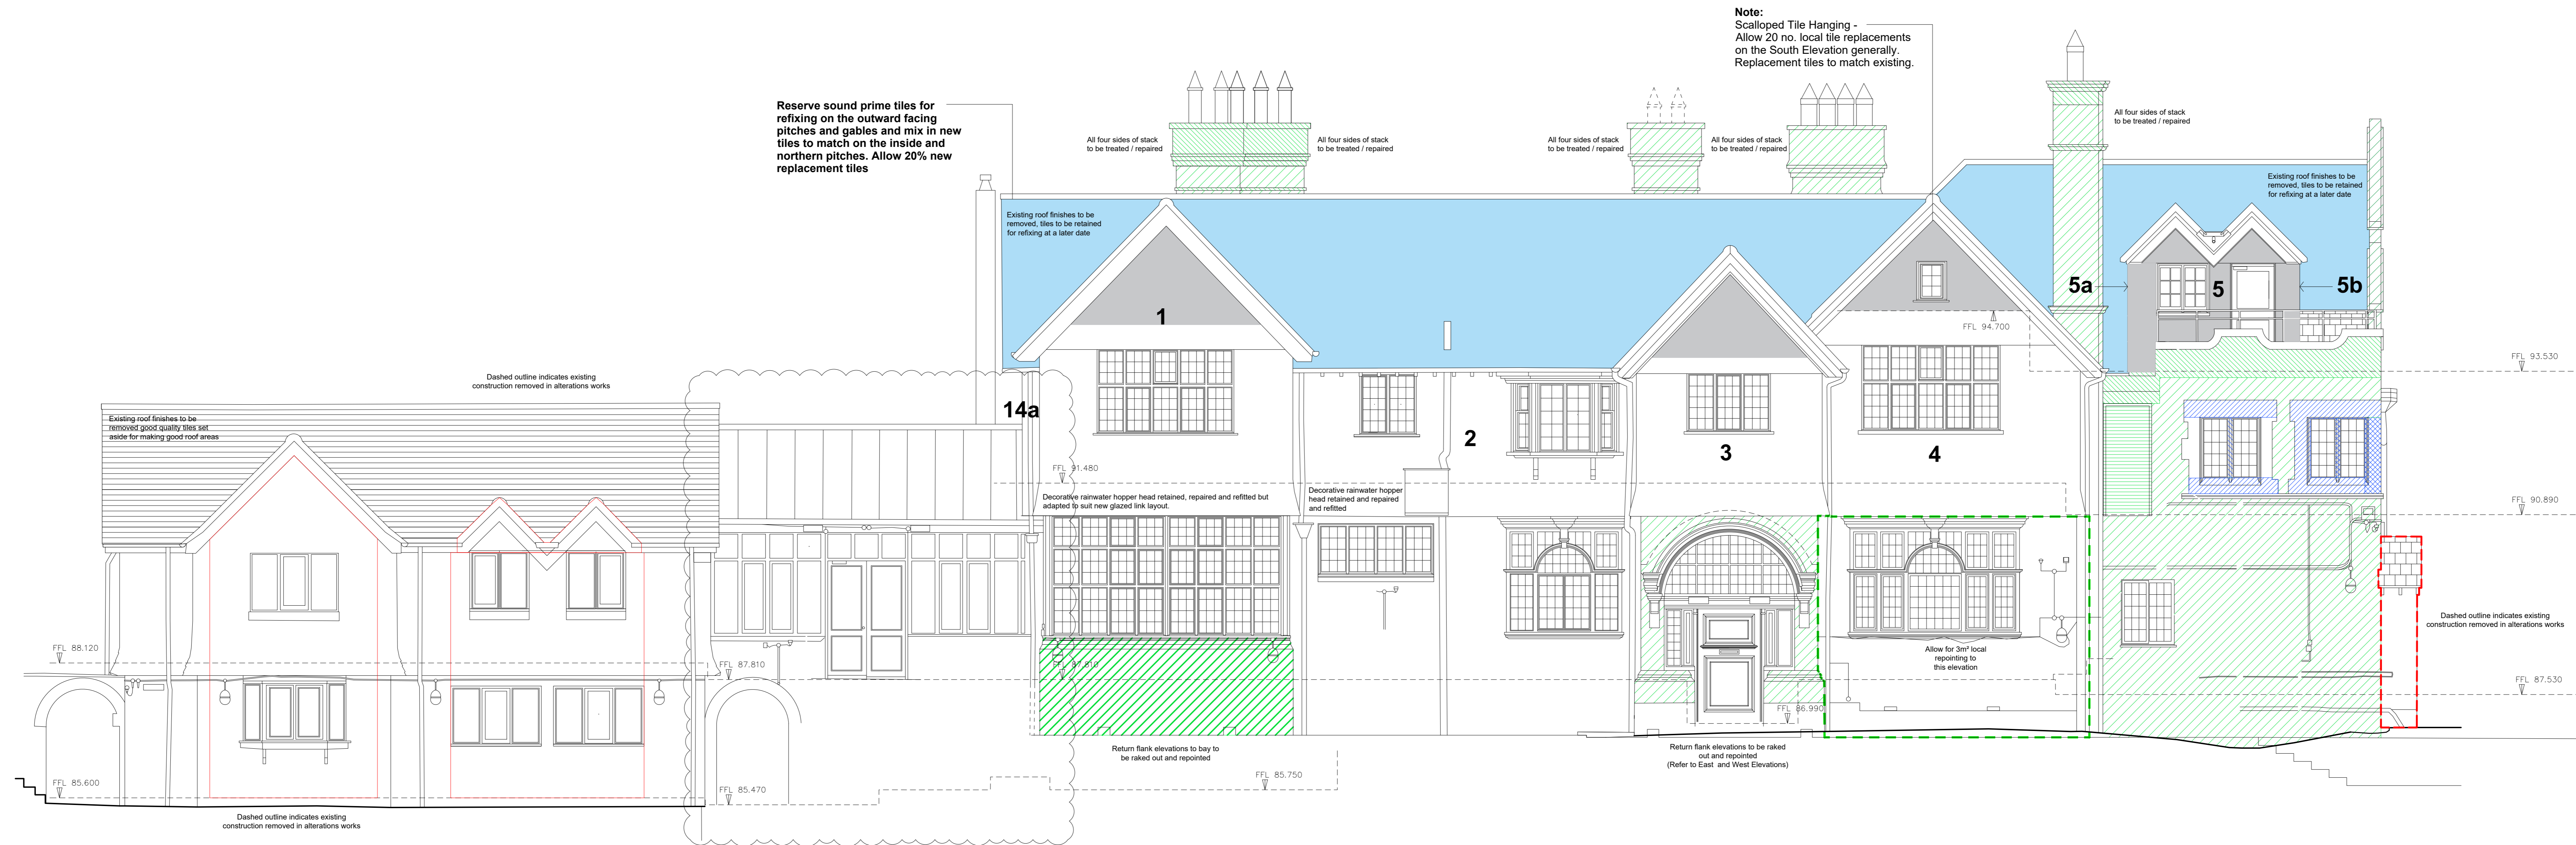 Note:
Scalloped Tile Hanging -
Allow 20 no. local tile replacements
on the South Elevation generally.
Replacement tiles to match existing.
Reserve sound prime tiles for
refixing on the outward facing
pitches and gables and mix in new
tiles to match on the inside and
northern pitches. Allow 20% new
replacement tiles
All four sides of stack
to be treated / repaired
All four sides of stack
to be treated / repaired
All four sides of stack
to be treated / repaired
All four sides of stack
to be treated / repaired
All four sides of stack
to be treated / repaired
Existing roof finishes to be
removed, tiles to be retained
for refixing at a later date
Existing roof finishes to be
removed, tiles to be retained
for refixing at a later date
1
5a
5
5b
FFL 94.700
FFL 93.530
Dashed outline indicates existing
construction removed in alterations works
Existing roof finishes to be
removed good quality tiles set
aside for making good roof areas
14a
2
3
4
FFL 91.480
Decorative rainwater hopper head retained, repaired and refitted but
adapted to suit new glazed link layout.
Decorative rainwater hopper
head retained and repaired
and refitted
FFL 90.890
Dashed outline indicates existing
construction removed in alterations works
FFL 88.120
FFL 87.810
FFL 87.810
Allow for 3m² local
repointing to
this elevation
FFL 87.530
FFL 86.990
Return flank elevations to bay to
be raked out and repointed
Return flank elevations to be raked
out and repointed
(Refer to East and West Elevations)
FFL 85.600
FFL 85.470
FFL 85.750
Dashed outline indicates existing
construction removed in alterations works